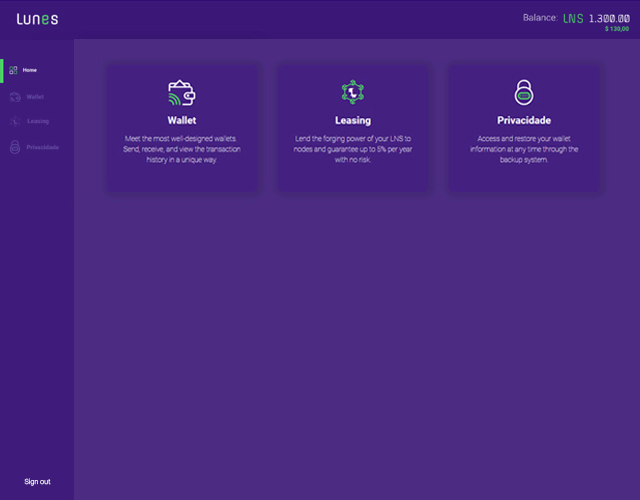 Lunes
Balance: LNS 1.300.00
$ 130,00
Home
Wallet
Leasing
Privacidade
Wallet
Meet the most well-designed wallets.
Send, receive, and view the transaction
history in a unique way
Leasing
Lend the forging power of your LNS to
nodes and guarantee up to 5% per year
with no risk.
Privacidade
Access and restore your wallet
information at any time through the
backup system.
Sign out